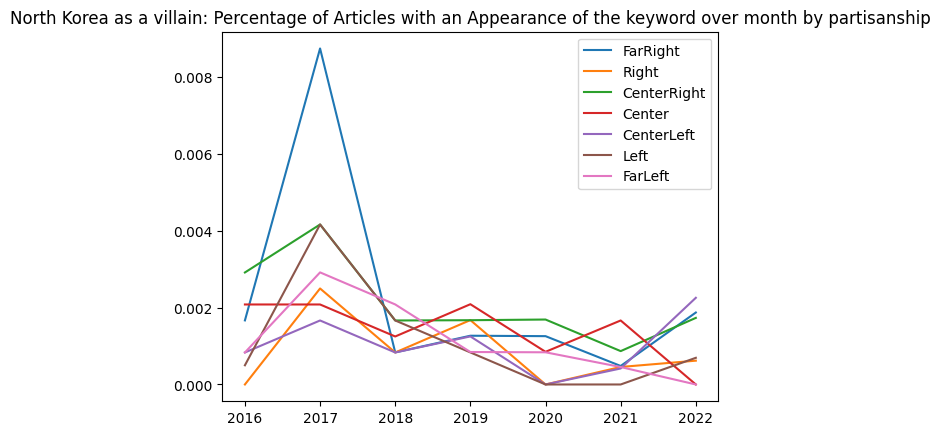 North Korea as a villain: Percentage of Articles with an Appearance of the keyword over month by partisanship
FarRight
Right
CenterRight
Center
CenterLeft
Left
FarLeft
0.008
0.006
0.004
0.002
0.000
2016 2017 2018 2019 2020 2021 2022